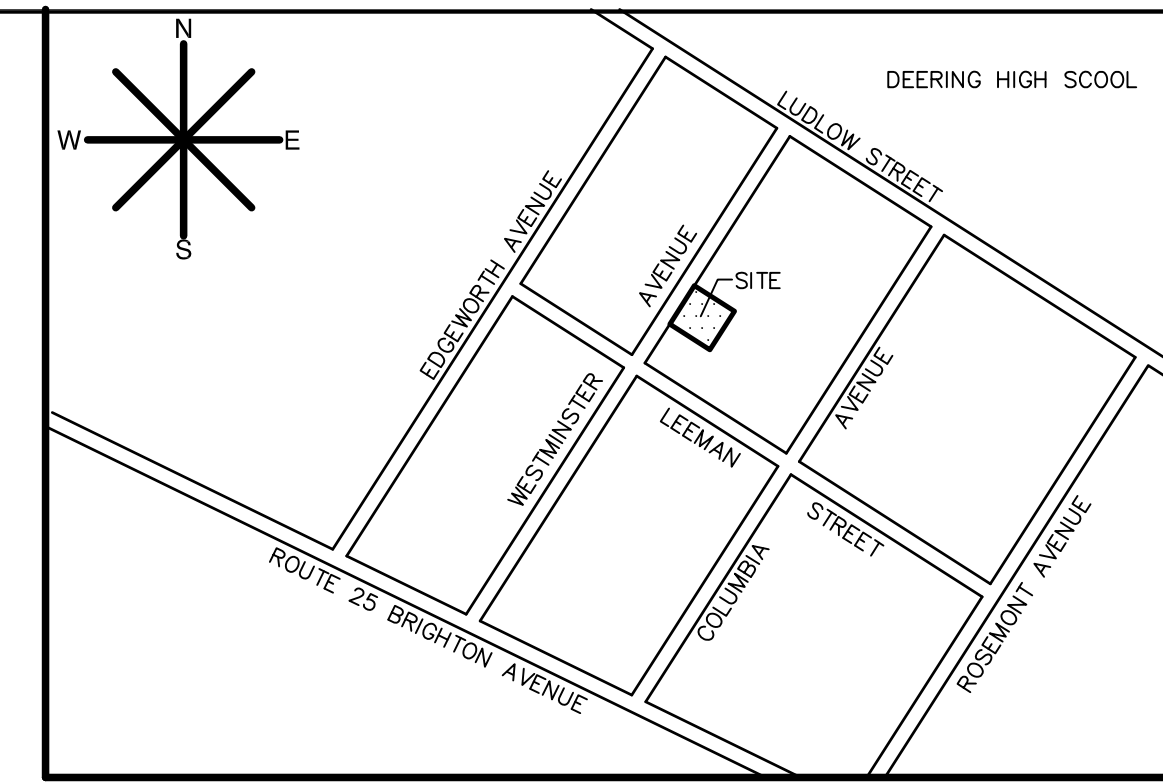 N
W
E
S
DEERING HIGH SCOOL
LUDLOW STREET
EDGEWORTH AVENUE
WESTMINSTER AVENUE
SITE
LEEMAN STREET
COLUMBIA AVENUE
ROSEMONT AVENUE
ROUTE 25 BRIGHTON AVENUE